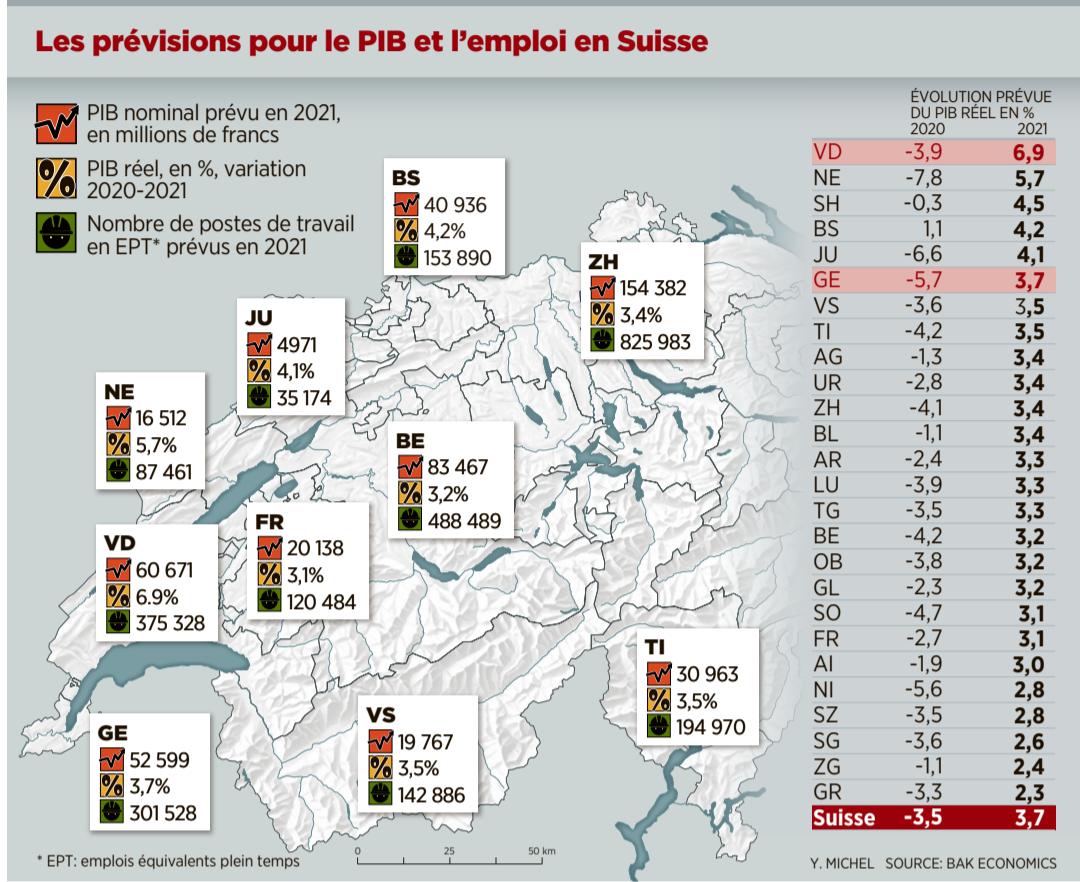 Les prévisions pour le PIB et l’emploi en Suisse
PIB nominal prévu en 2021,
en millions de francs
PIB réel, en %, variation
2020-2021
Nombre de postes de travail
en EPT* prévus en 2021
BS
40 936
4,2%
153 890
ZH
154 382
3,4%
825 983
JU
4971
4,1%
35 174
NE
16 512
5,7%
87 461
BE
83 467
3,2%
488 489
FR
20 138
3,1%
120 484
VD
60 671
6.9%
375 328
TI
30 963
3,5%
194 970
VS
19 767
3,5%
142 886
GE
52 599
3,7%
301 528
* EPT: emplois équivalents plein temps
0 25 50 km
ÉVOLUTION PRÉVUE
DU PIB RÉEL EN %
2020 2021
VD -3,9 6,9
NE -7,8 5,7
SH -0,3 4,5
BS 1,1 4,2
JU -6,6 4,1
GE -5,7 3,7
VS -3,6 3,5
TI -4,2 3,5
AG -1,3 3,4
UR -2,8 3,4
ZH -4,1 3,4
BL -1,1 3,4
AR -2,4 3,3
LU -3,9 3,3
TG -3,5 3,3
BE -4,2 3,2
OB -3,8 3,2
GL -2,3 3,2
SO -4,7 3,1
FR -2,7 3,1
AI -1,9 3,0
NI -5,6 2,8
SZ -3,5 2,8
SG -3,6 2,6
ZG -1,1 2,4
GR -3,3 2,3
Suisse -3,5 3,7
Y. MICHEL SOURCE: BAK ECONOMICS